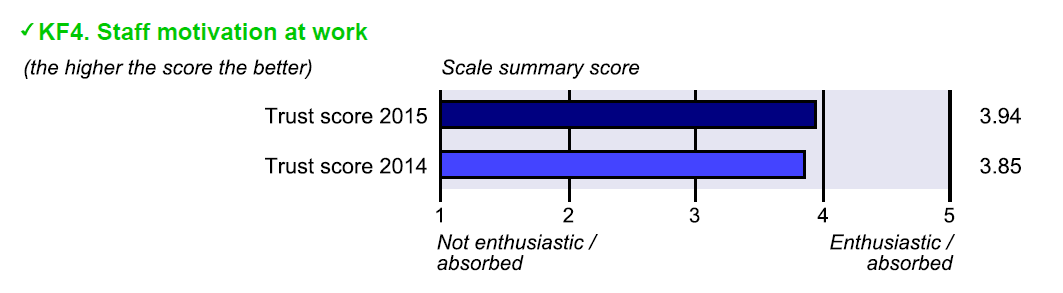 ✓KF4. Staff motivation at work
(the higher the score the better)
Scale summary score
Trust score 2015
3.94
Trust score 2014
3.85
1 2 3 4 5
Not enthusiastic /
absorbed
Enthusiastic /
absorbed